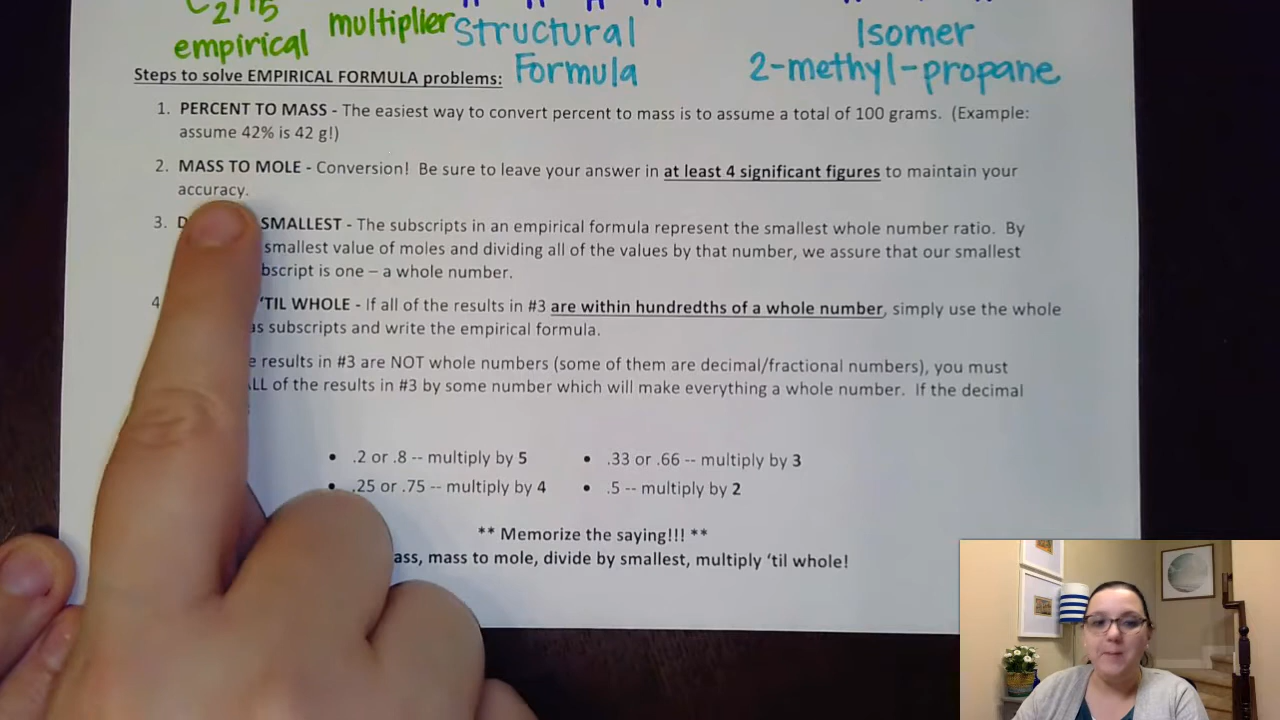 C2H5
empirical
multiplier
Structural
Formula
Isomer
2-methyl-propane
Steps to solve EMPIRICAL FORMULA problems:
1. PERCENT TO MASS - The easiest way to convert percent to mass is to assume a total of 100 grams. (Example:
assume 42% is 42 g!)
2. MASS TO MOLE - Conversion! Be sure to leave your answer in at least 4 significant figures to maintain your
accuracy.
3. SMALLEST - The subscripts in an empirical formula represent the smallest whole number ratio. By
smallest value of moles and dividing all of the values by that number, we assure that our smallest
is one – a whole number.
4 'TIL WHOLE - If all of the results in #3 are within hundredths of a whole number, simply use the whole
as subscripts and write the empirical formula.
results in #3 are NOT whole numbers (some of them are decimal/fractional numbers), you must
of the results in #3 by some number which will make everything a whole number. If the decimal
• .2 or .8 -- multiply by 5
• .33 or .66 -- multiply by 3
• .25 or .75 -- multiply by 4
• .5 -- multiply by 2
** Memorize the saying!!! **
mass to mole, divide by smallest, multiply 'til whole!